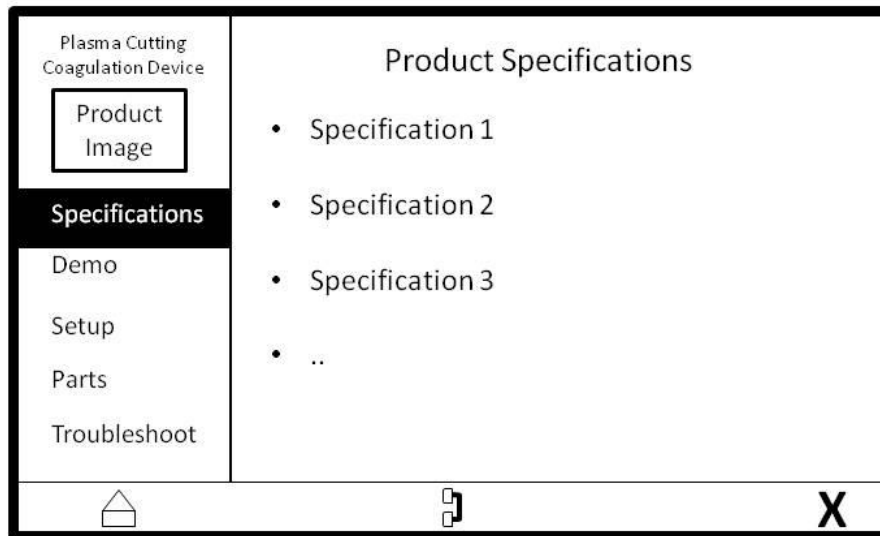 Plasma Cutting
Coagulation Device
Product
Image
Specifications
Demo
Setup
Parts
Troubleshoot
Product Specifications
• Specification 1
• Specification 2
• Specification 3
• ..
X